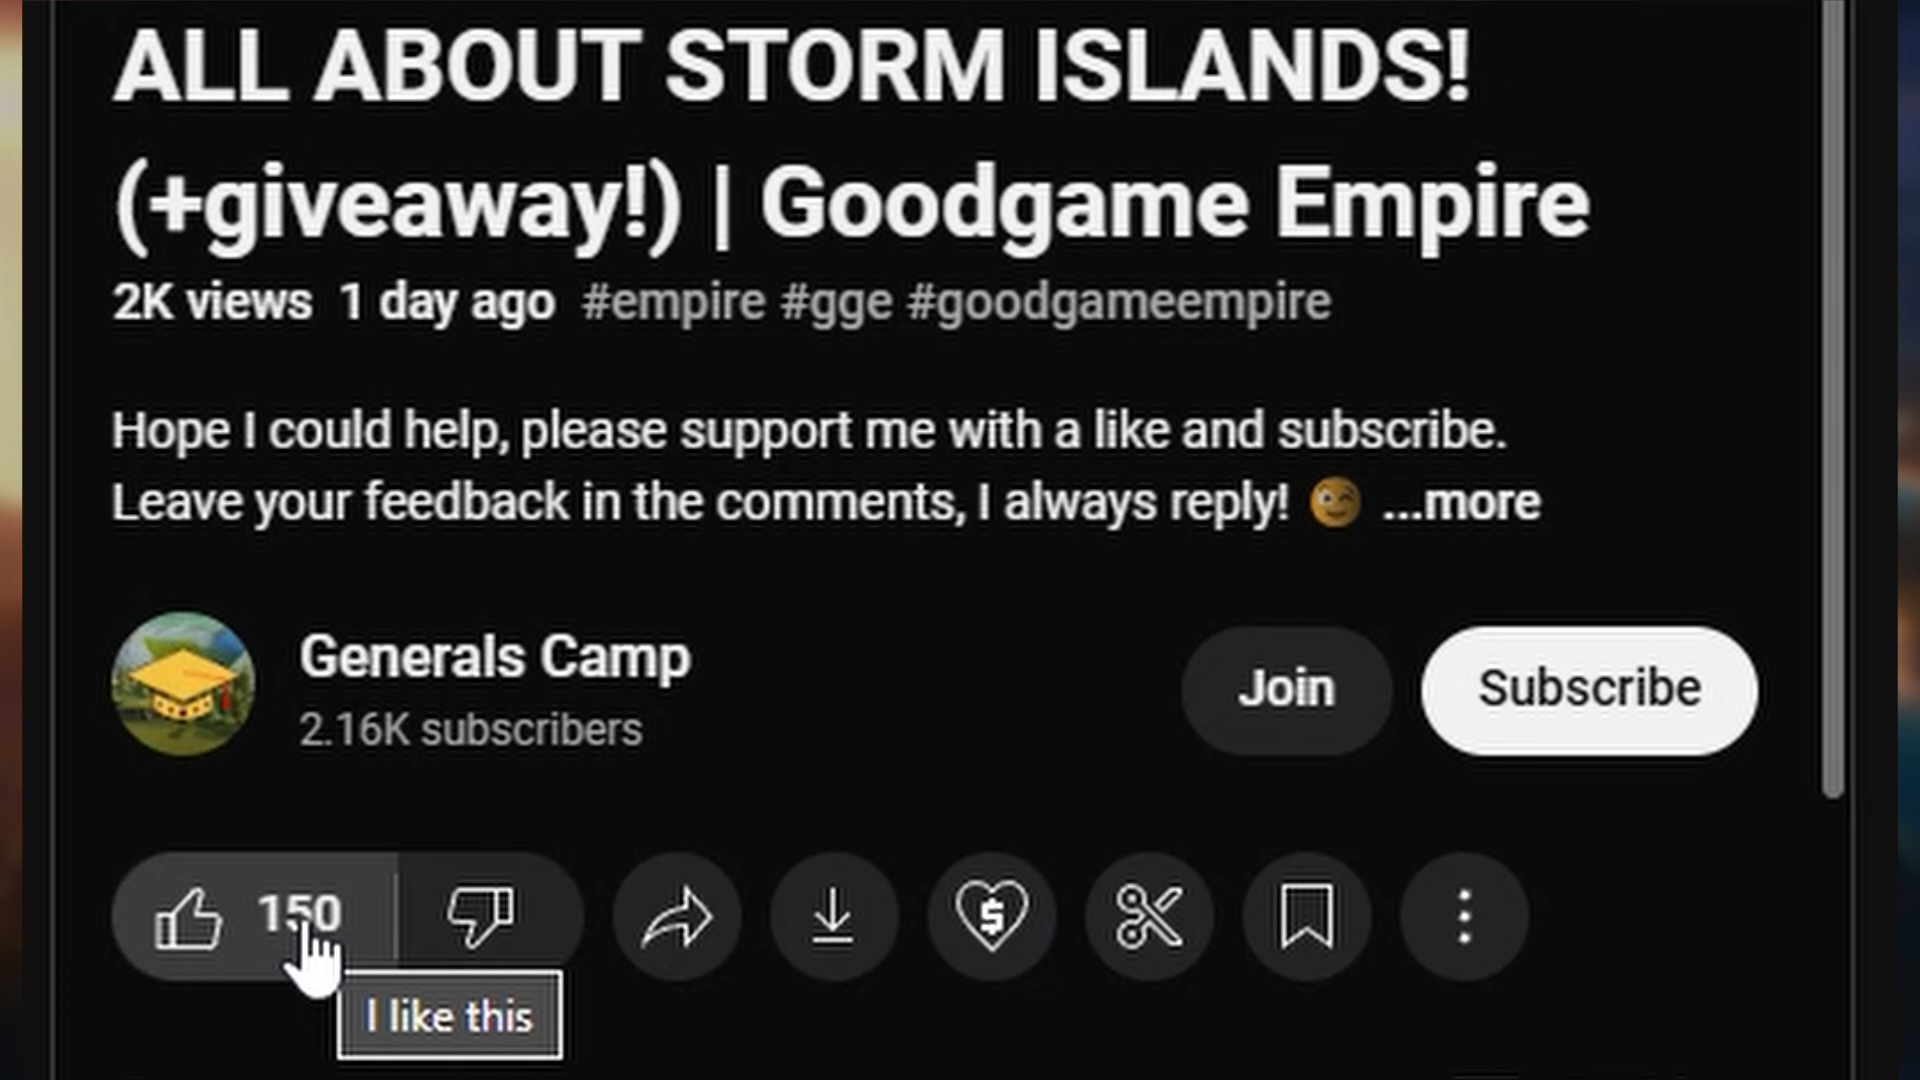 ALL ABOUT STORM ISLANDS!
(+giveaway!) | Goodgame Empire
2K views 1 day ago #empire #gge #goodgameempire
Hope I could help, please support me with a like and subscribe.
Leave your feedback in the comments, I always reply! 😉 ...more
Generals Camp
2.16K subscribers
Join
Subscribe
150
I like this